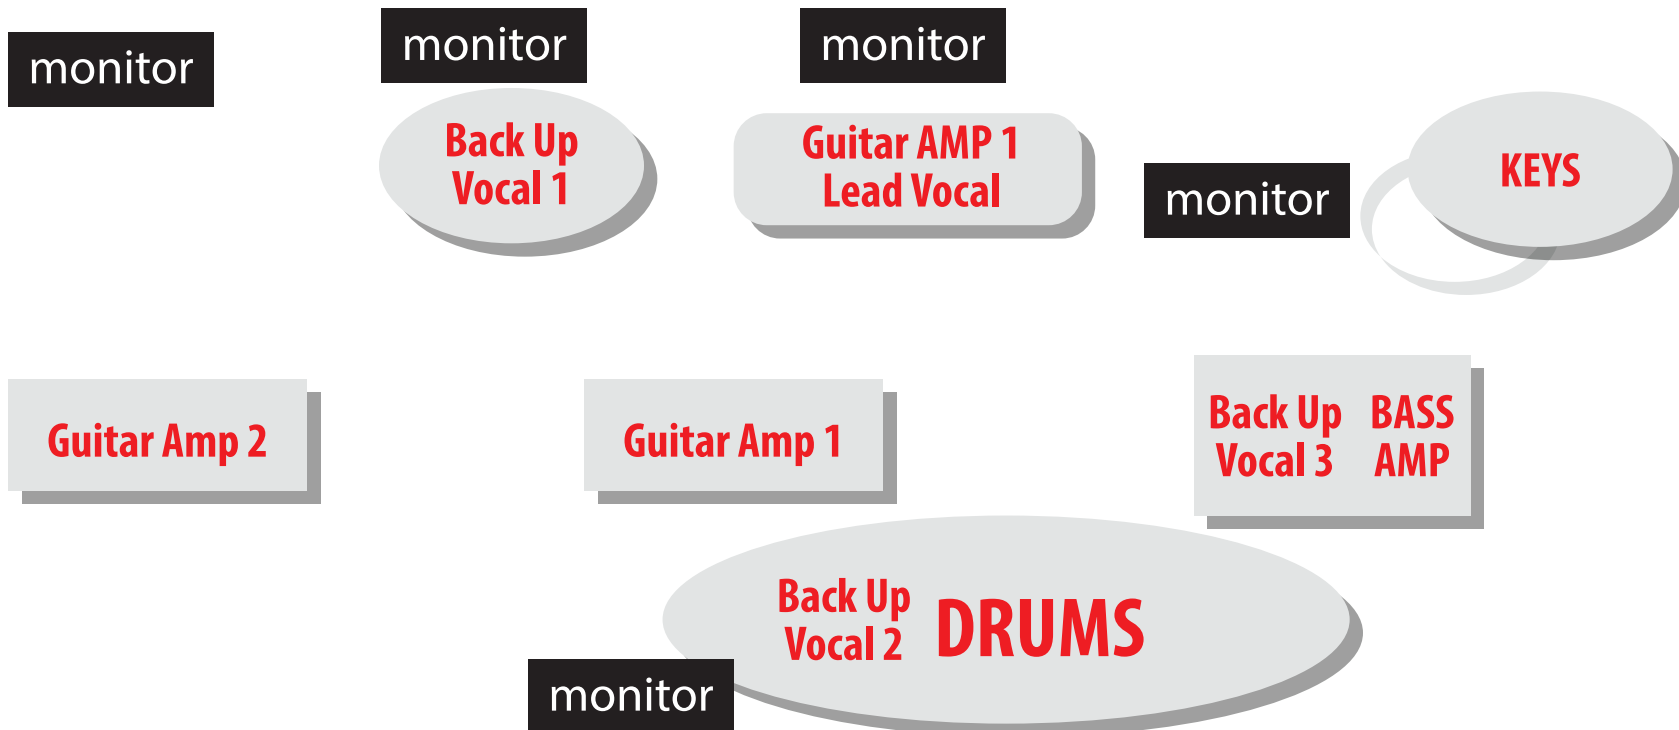 monitor
monitor
monitor
Back Up
Vocal 1
Guitar AMP 1
Lead Vocal
monitor
KEYS
Guitar Amp 2
Guitar Amp 1
Back Up
Vocal 3
BASS
AMP
Back Up
Vocal 2
DRUMS
monitor